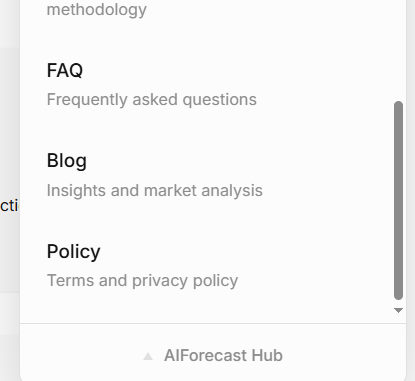 methodology
FAQ
Frequently asked questions
Blog
Insights and market analysis
cti
Policy
Terms and privacy policy
AIForecast Hub